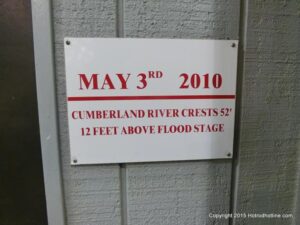 MAY 3RD 2010
CUMBERLAND RIVER CRESTS 52'
12 FEET ABOVE FLOOD STAGE
Copyright 2015 Hotrodhotline.com